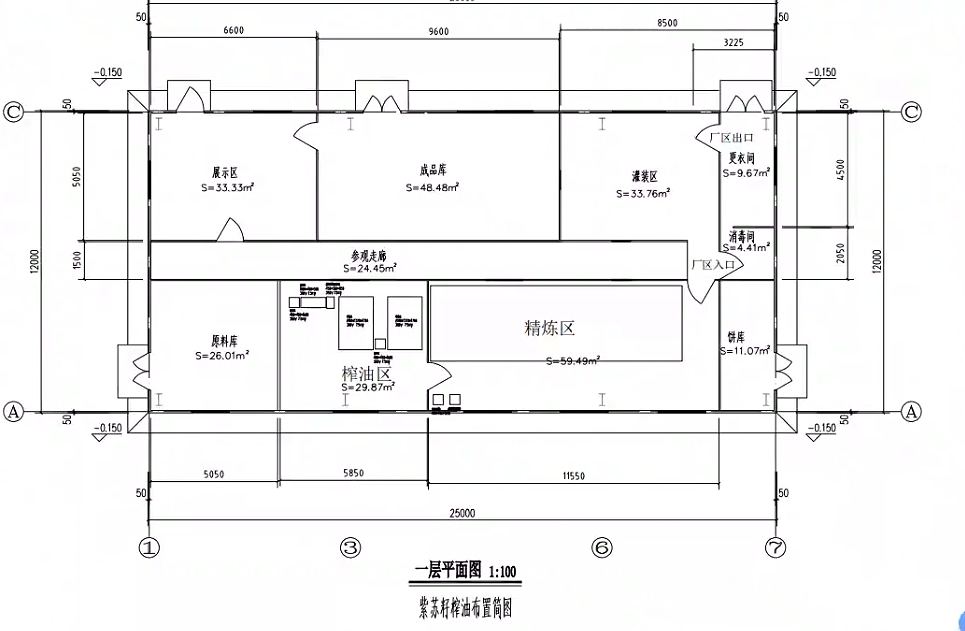 50
50
6600
9600
8500
3225
-0.150
-0.150
C
50
50
C
厂区出口
更衣间
S=9.67m²
展示区
S=33.33m²
成品库
S=48.48m²
灌装区
S=33.76m²
5050
4500
消毒间
S=4.41m²
参观走廊
S=24.45m²
厂区入口
1500
12000
2050
12000
原料库
S=26.01m²
精炼区
S=59.49m²
饼库
S=11.07m²
榨油区
S=29.87m²
A
50
50
A
-0.150
-0.150
5050
5850
11550
50
50
25000
1
3
6
7
一层平面图 1:100
紫苏籽榨油布置简图